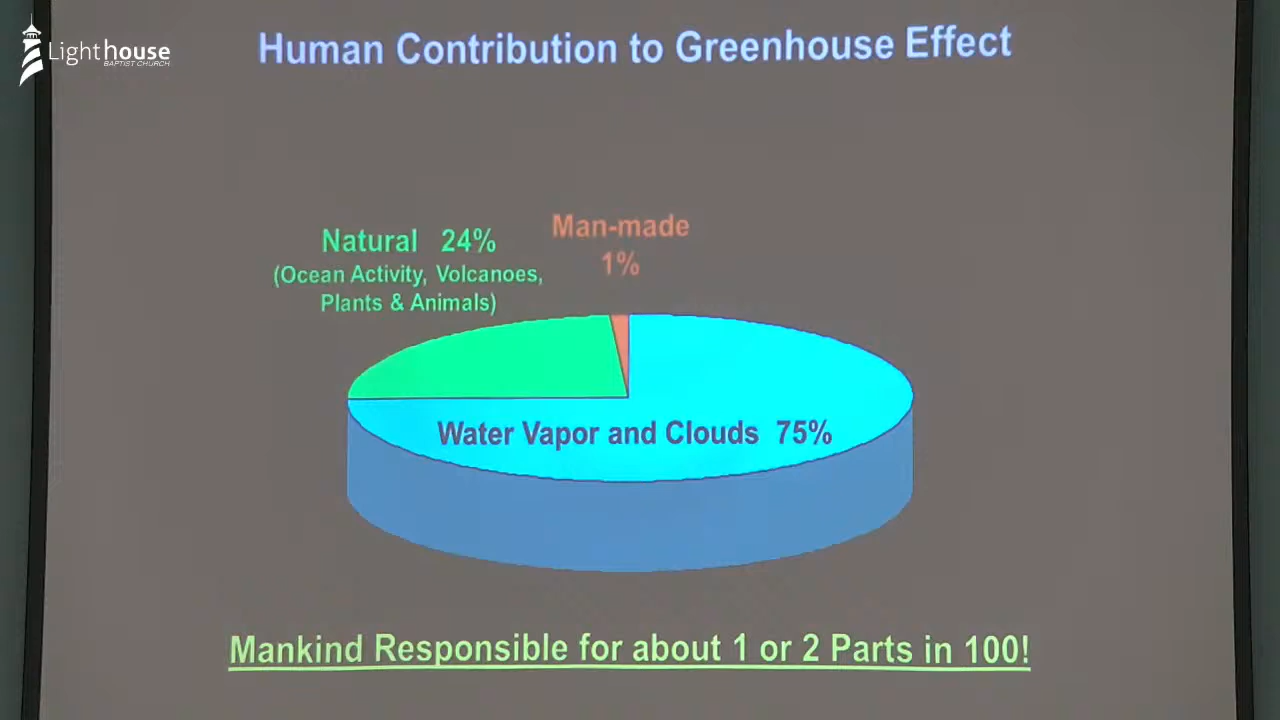 Lighthouse
BAPTIST CHURCH
Human Contribution to Greenhouse Effect
Natural 24%
(Ocean Activity, Volcanoes,
Plants & Animals)
Man-made
1%
Water Vapor and Clouds 75%
Mankind Responsible for about 1 or 2 Parts in 100!